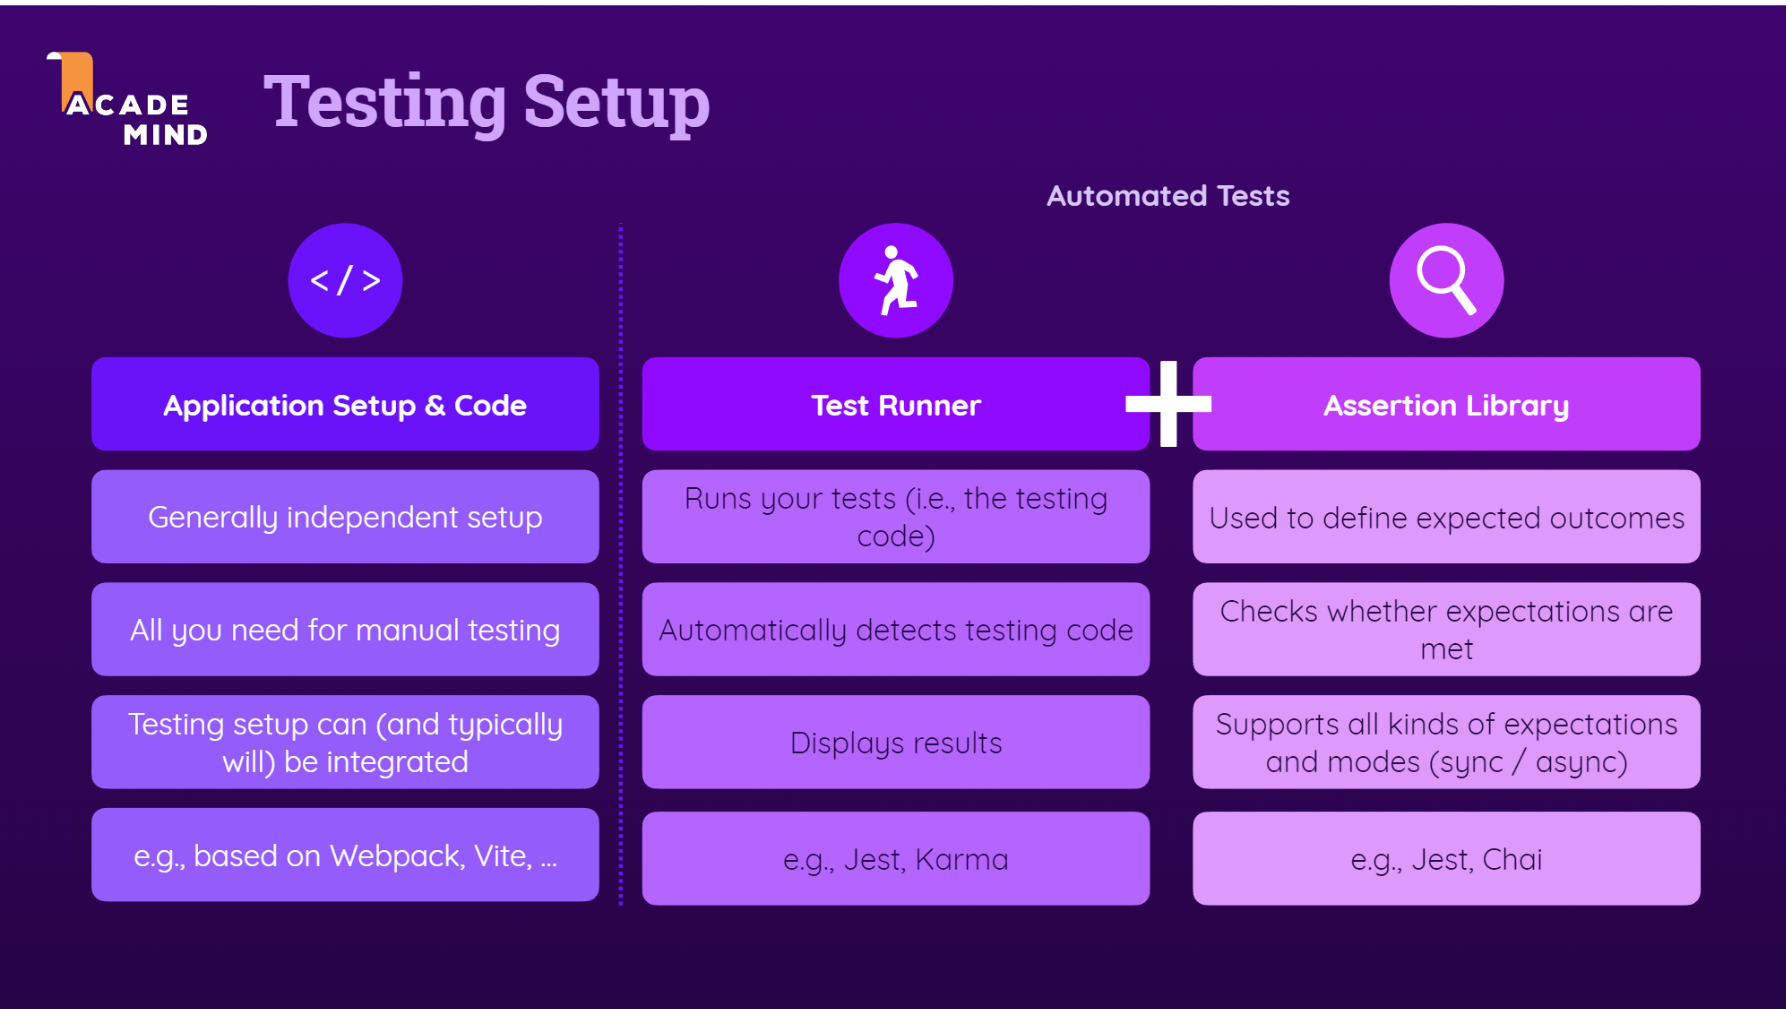 ACADE
MIND
Testing Setup
Automated Tests
</>
Application Setup & Code
Generally independent setup
All you need for manual testing
Testing setup can (and typically
will) be integrated
e.g., based on Webpack, Vite, ...
Test Runner
Runs your tests (i.e., the testing
code)
Automatically detects testing code
Displays results
e.g., Jest, Karma
+
Assertion Library
Used to define expected outcomes
Checks whether expectations are
met
Supports all kinds of expectations
and modes (sync / async)
e.g., Jest, Chai